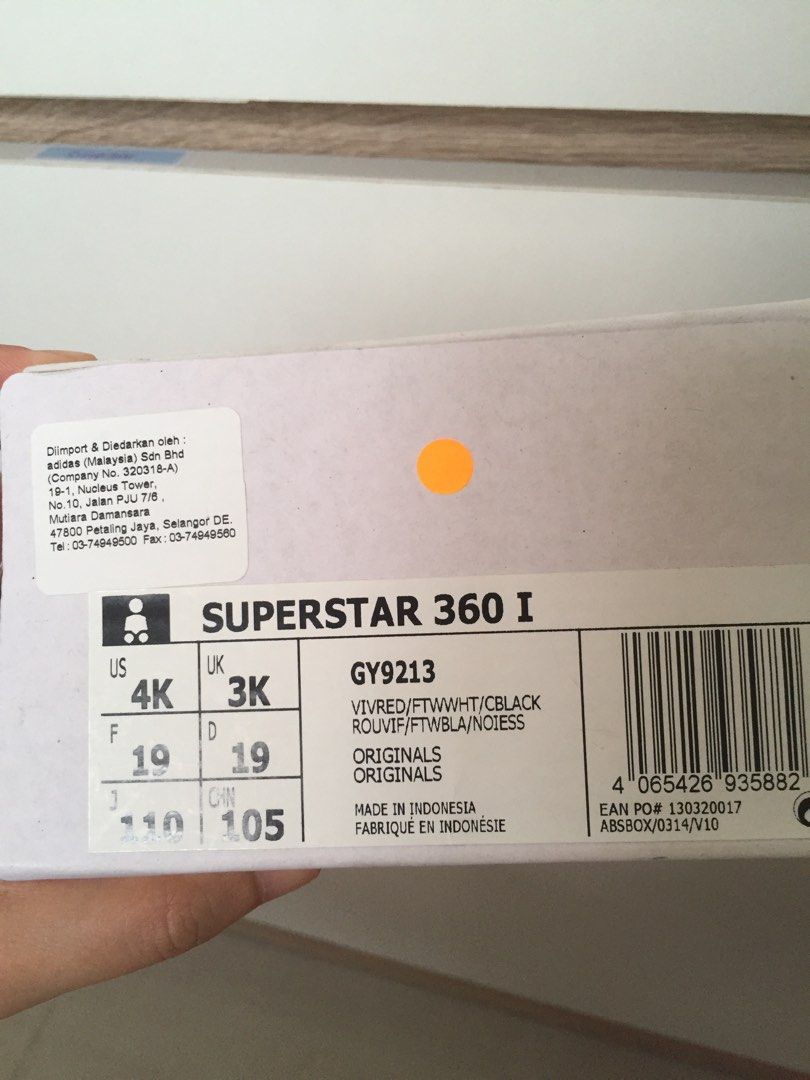 Diimport & Diedarkan oleh :
adidas (Malaysia) Sdn Bhd
(Company No. 320318-A)
19-1, Nucleus Tower,
No.10, Jalan PJU 7/6 ,
Mutiara Damansara
47800 Petaling Jaya, Selangor DE.
Tel : 03-74949500 Fax : 03-74949560
SUPERSTAR 360 I
US 4K UK 3K
F 19 D 19
J 110 CHN 105
GY9213
VIVRED/FTWWHT/CBLACK
ROUVIF/FTWBLA/NOIESS
ORIGINALS
ORIGINALS
MADE IN INDONESIA
FABRIQUÉ EN INDONÉSIE
4 065426 935882
EAN PO# 130320017
ABSBOX/0314/V10